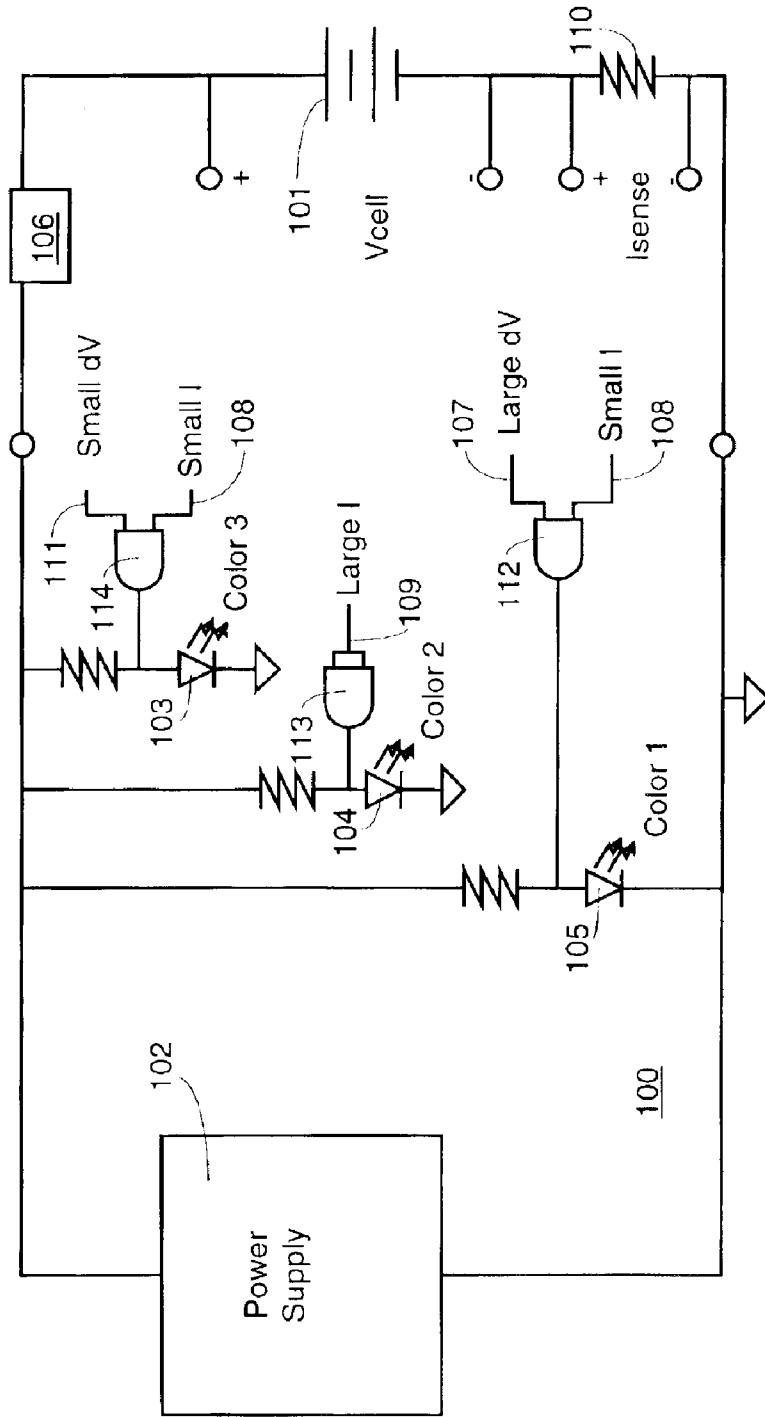 106
Small dV
Small I
111
108
114
Color 3
103
Large I
109
113
Color 2
104
107
Large dV
Small I
108
112
Color 1
105
+
101
Vcell
-
+
Isense
-
110
102
Power
Supply
100